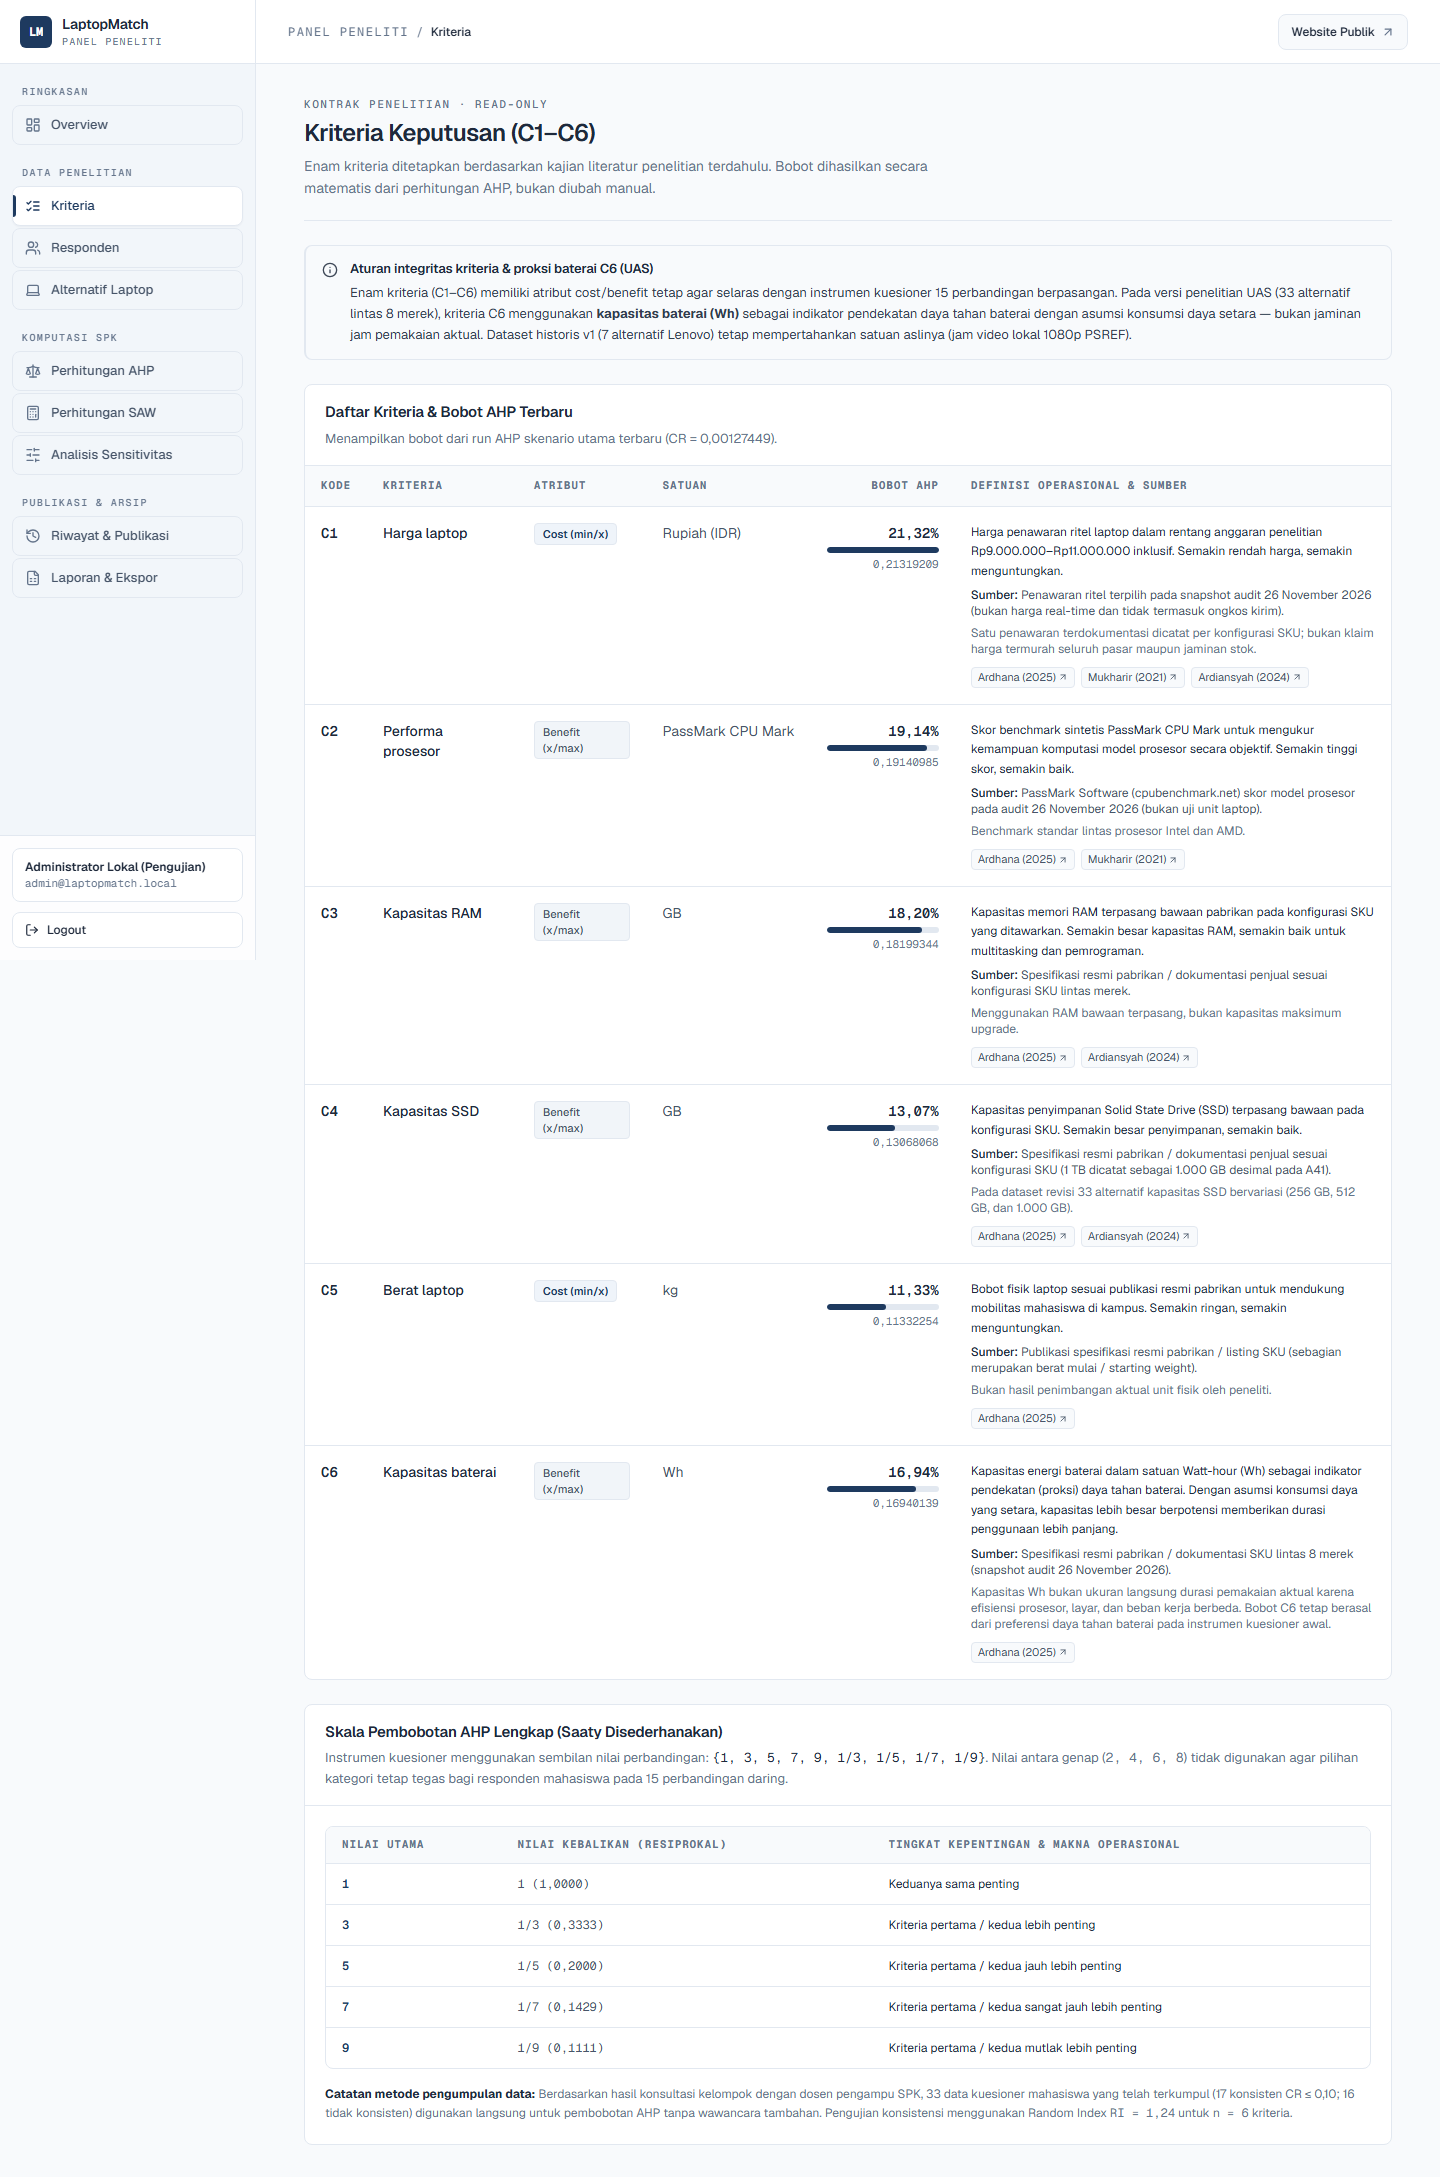 LM
LaptopMatch
PANEL PENELITI
PANEL PENELITI / Kriteria
Website Publik
RINGKASAN
Overview
DATA PENELITIAN
Kriteria
Responden
Alternatif Laptop
KOMPUTASI SPK
Perhitungan AHP
Perhitungan SAW
Analisis Sensitivitas
PUBLIKASI & ARSIP
Riwayat & Publikasi
Laporan & Ekspor
Administrator Lokal (Pengujian)
admin@laptopmatch.local
Logout
KONTRAK PENELITIAN · READ-ONLY
Kriteria Keputusan (C1–C6)
Enam kriteria ditetapkan berdasarkan kajian literatur penelitian terdahulu. Bobot dihasilkan secara
matematis dari perhitungan AHP, bukan diubah manual.
Aturan integritas kriteria & proksi baterai C6 (UAS)
Enam kriteria (C1–C6) memiliki atribut cost/benefit tetap agar selaras dengan instrumen kuesioner 15 perbandingan berpasangan. Pada versi penelitian UAS (33 alternatif
lintas 8 merek), kriteria C6 menggunakan kapasitas baterai (Wh) sebagai indikator pendekatan daya tahan baterai dengan asumsi konsumsi daya setara — bukan jaminan
jam pemakaian aktual. Dataset historis v1 (7 alternatif Lenovo) tetap mempertahankan satuan aslinya (jam video lokal 1080p PSREF).
Daftar Kriteria & Bobot AHP Terbaru
Menampilkan bobot dari run AHP skenario utama terbaru (CR = 0,00127449).
KODE KRITERIA ATRIBUT SATUAN BOBOT AHP DEFINISI OPERASIONAL & SUMBER
C1 Harga laptop Cost (min/x) Rupiah (IDR) 21,32%
0,21319209
Harga penawaran ritel laptop dalam rentang anggaran penelitian
Rp9.000.000–Rp11.000.000 inklusif. Semakin rendah harga, semakin
menguntungkan.
Sumber: Penawaran ritel terpilih pada snapshot audit 26 November 2026
(bukan harga real-time dan tidak termasuk ongkos kirim).
Satu penawaran terdokumentasi dicatat per konfigurasi SKU; bukan klaim
harga termurah seluruh pasar maupun jaminan stok.
Ardhana (2025) Mukharir (2021) Ardiansyah (2024)
C2 Performa
prosesor
Benefit
(x/max)
PassMark CPU Mark 19,14%
0,19140985
Skor benchmark sintetis PassMark CPU Mark untuk mengukur
kemampuan komputasi model prosesor secara objektif. Semakin tinggi
skor, semakin baik.
Sumber: PassMark Software (cpubenchmark.net) skor model prosesor
pada audit 26 November 2026 (bukan uji unit laptop).
Benchmark standar lintas prosesor Intel dan AMD.
Ardhana (2025) Mukharir (2021)
C3 Kapasitas RAM
Benefit
(x/max)
GB 18,20%
0,18199344
Kapasitas memori RAM terpasang bawaan pabrikan pada konfigurasi SKU
yang ditawarkan. Semakin besar kapasitas RAM, semakin baik untuk
multitasking dan pemrograman.
Sumber: Spesifikasi resmi pabrikan / dokumentasi penjual sesuai
konfigurasi SKU lintas merek.
Menggunakan RAM bawaan terpasang, bukan kapasitas maksimum
upgrade.
Ardhana (2025) Ardiansyah (2024)
C4 Kapasitas SSD
Benefit
(x/max)
GB 13,07%
0,13068068
Kapasitas penyimpanan Solid State Drive (SSD) terpasang bawaan pada
konfigurasi SKU. Semakin besar penyimpanan, semakin baik.
Sumber: Spesifikasi resmi pabrikan / dokumentasi penjual sesuai
konfigurasi SKU (1 TB dicatat sebagai 1.000 GB desimal pada A41).
Pada dataset revisi 33 alternatif kapasitas SSD bervariasi (256 GB, 512
GB, dan 1.000 GB).
Ardhana (2025) Ardiansyah (2024)
C5 Berat laptop Cost (min/x) kg 11,33%
0,11332254
Bobot fisik laptop sesuai publikasi resmi pabrikan untuk mendukung
mobilitas mahasiswa di kampus. Semakin ringan, semakin
menguntungkan.
Sumber: Publikasi spesifikasi resmi pabrikan / listing SKU (sebagian
merupakan berat mulai / starting weight).
Bukan hasil penimbangan aktual unit fisik oleh peneliti.
Ardhana (2025)
C6 Kapasitas baterai
Benefit
(x/max)
Wh 16,94%
0,16940139
Kapasitas energi baterai dalam satuan Watt-hour (Wh) sebagai indikator
pendekatan (proksi) daya tahan baterai. Dengan asumsi konsumsi daya
yang setara, kapasitas lebih besar berpotensi memberikan durasi
penggunaan lebih panjang.
Sumber: Spesifikasi resmi pabrikan / dokumentasi SKU lintas 8 merek
(snapshot audit 26 November 2026).
Kapasitas Wh bukan ukuran langsung durasi pemakaian aktual karena
efisiensi prosesor, layar, dan beban kerja berbeda. Bobot C6 tetap berasal
dari preferensi daya tahan baterai pada instrumen kuesioner awal.
Ardhana (2025)
Skala Pembobotan AHP Lengkap (Saaty Disederhanakan)
Instrumen kuesioner menggunakan sembilan nilai perbandingan: {1, 3, 5, 7, 9, 1/3, 1/5, 1/7, 1/9}. Nilai antara genap (2, 4, 6, 8) tidak digunakan agar pilihan
kategori tetap tegas bagi responden mahasiswa pada 15 perbandingan daring.
NILAI UTAMA NILAI KEBALIKAN (RESIPROKAL) TINGKAT KEPENTINGAN & MAKNA OPERASIONAL
1 1 (1,0000) Keduanya sama penting
3 1/3 (0,3333) Kriteria pertama / kedua lebih penting
5 1/5 (0,2000) Kriteria pertama / kedua jauh lebih penting
7 1/7 (0,1429) Kriteria pertama / kedua sangat jauh lebih penting
9 1/9 (0,1111) Kriteria pertama / kedua mutlak lebih penting
Catatan metode pengumpulan data: Berdasarkan hasil konsultasi kelompok dengan dosen pengampu SPK, 33 data kuesioner mahasiswa yang telah terkumpul (17 konsisten CR ≤ 0,10; 16
tidak konsisten) digunakan langsung untuk pembobotan AHP tanpa wawancara tambahan. Pengujian konsistensi menggunakan Random Index RI = 1,24 untuk n = 6 kriteria.